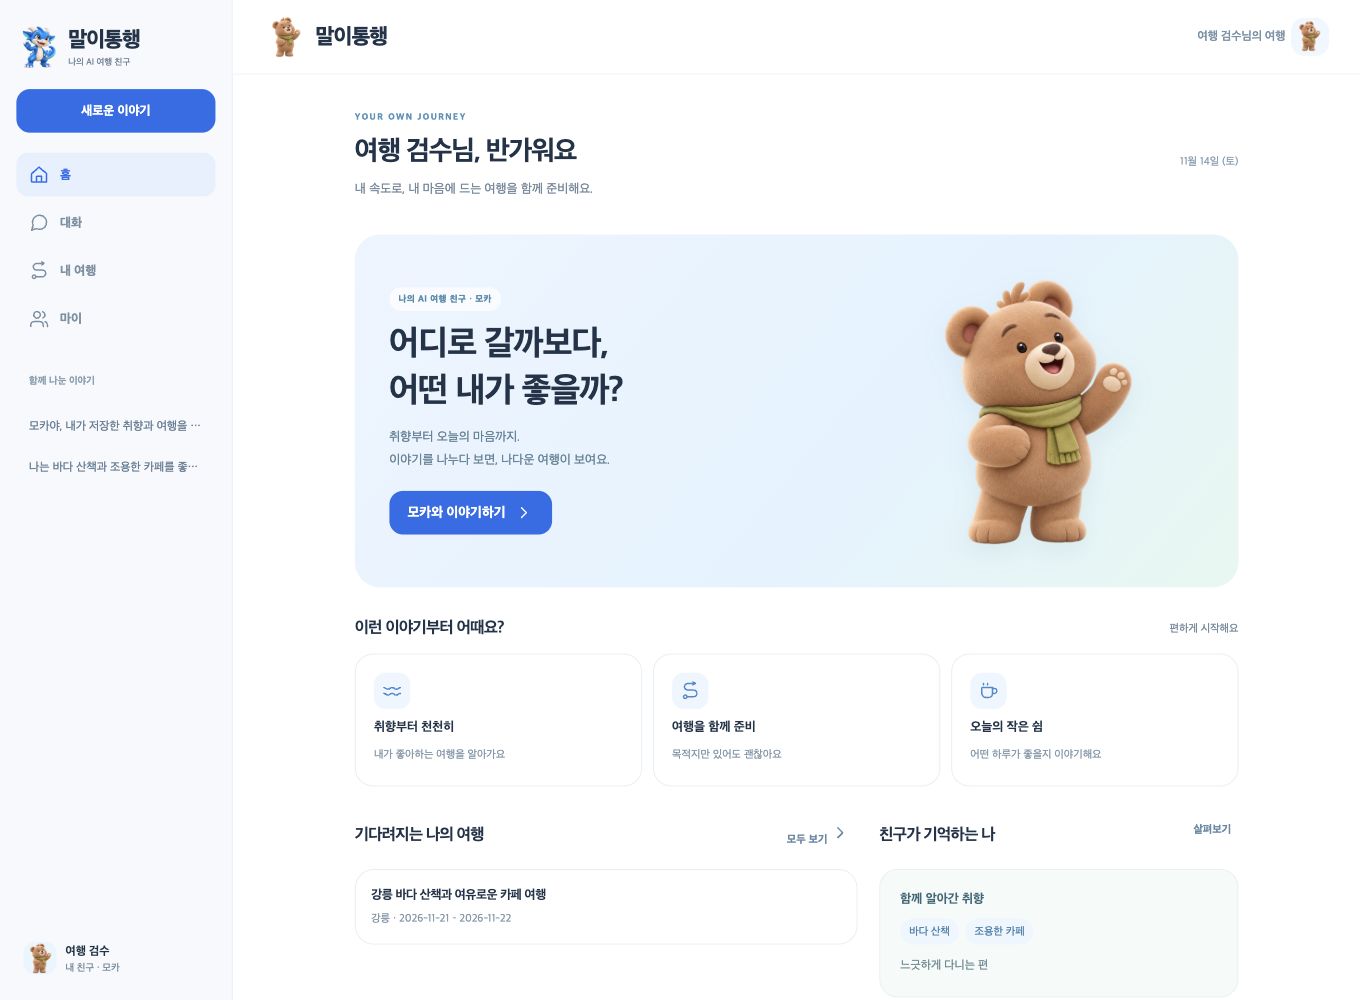 말이통행
나의 AI 여행 친구
새로운 이야기
홈
대화
내 여행
마이
함께 나눈 이야기
모카야, 내가 저장한 취향과 여행을 ···
나는 바다 산책과 조용한 카페를 좋···
여행 검수
내 친구 · 모카
말이통행
여행 검수님의 여행
YOUR OWN JOURNEY
여행 검수님, 반가워요
11월 14일 (토)
내 속도로, 내 마음에 드는 여행을 함께 준비해요.
나의 AI 여행 친구 · 모카
어디로 갈까보다,
어떤 내가 좋을까?
취향부터 오늘의 마음까지.
이야기를 나누다 보면, 나다운 여행이 보여요.
모카와 이야기하기
이런 이야기부터 어때요?
편하게 시작해요
취향부터 천천히
내가 좋아하는 여행을 알아가요
여행을 함께 준비
목적지만 있어도 괜찮아요
오늘의 작은 쉼
어떤 하루가 좋을지 이야기해요
기다려지는 나의 여행
모두 보기
강릉 바다 산책과 여유로운 카페 여행
강릉 · 2026-11-21 - 2026-11-22
친구가 기억하는 나
살펴보기
함께 알아간 취향
바다 산책
조용한 카페
느긋하게 다니는 편